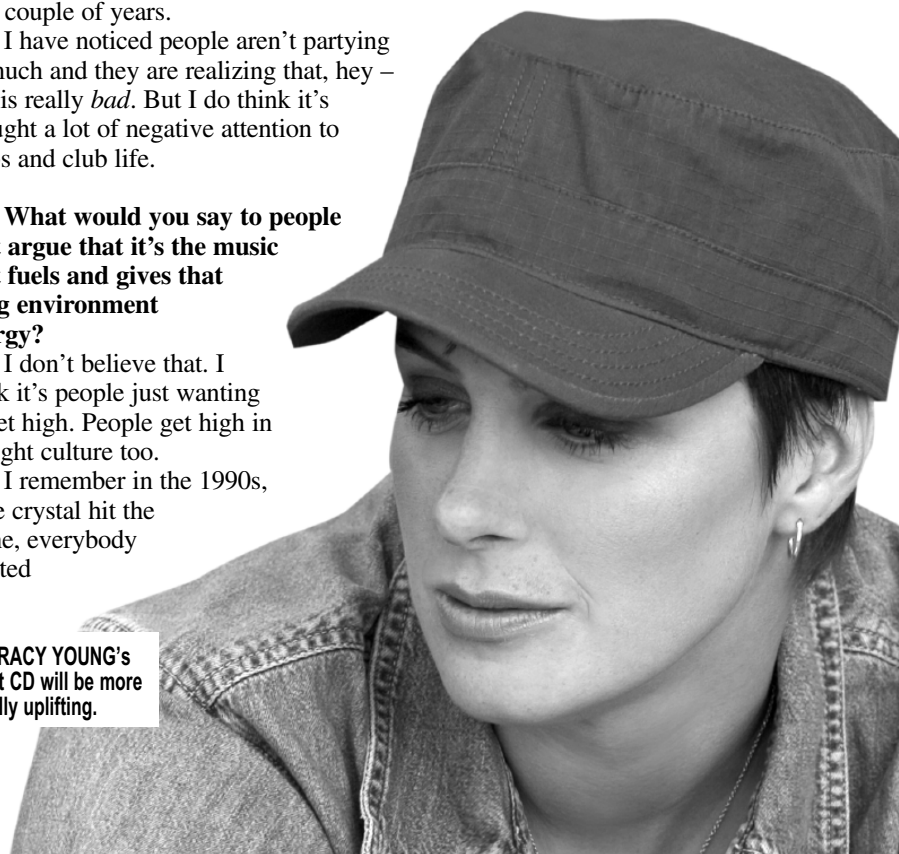 couple of years.
I have noticed people aren't partying
much and they are realizing that, hey –
is really bad. But I do think it's
ught a lot of negative attention to
s and club life.
What would you say to people
argue that it's the music
fuels and gives that
g environment
rgy?
I don't believe that. I
k it's people just wanting
et high. People get high in
ght culture too.
I remember in the 1990s,
e crystal hit the
ne, everybody
ted
RACY YOUNG's
t CD will be more
lly uplifting.